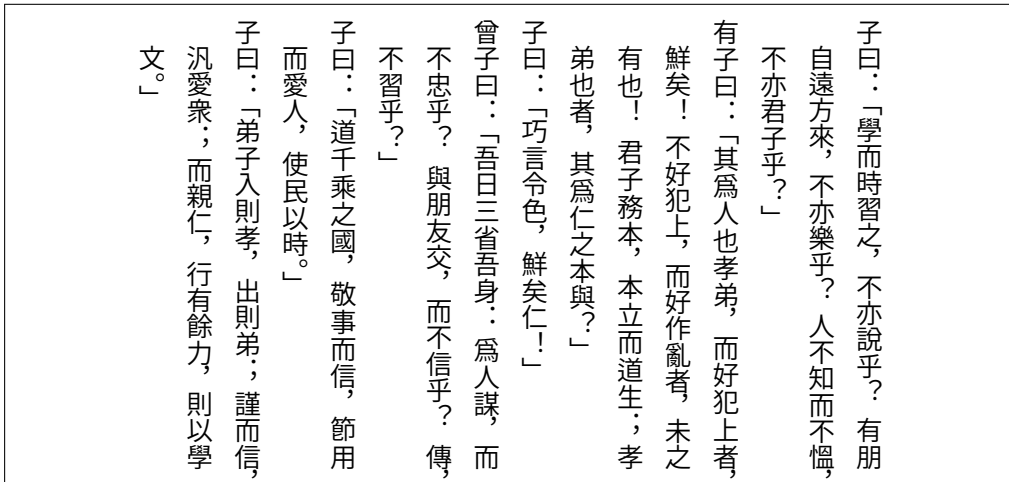 子曰：「學而時習之，不亦說乎？有朋
自遠方來，不亦樂乎？人不知而不慍，
不亦君子乎？」
有子曰：「其爲人也孝弟，而好犯上者，
鮮矣！不好犯上，而好作亂者，未之
有也！君子務本，本立而道生；孝
弟也者，其爲仁之本與？」
子曰：「巧言令色，鮮矣仁！」
曾子曰：「吾日三省吾身：爲人謀，而
不忠乎？與朋友交，而不信乎？傳，
不習乎？」
子曰：「道千乘之國，敬事而信，節用
而愛人，使民以時。」
子曰：「弟子入則孝，出則弟；謹而信，
汎愛衆；而親仁，行有餘力，則以學
文。」